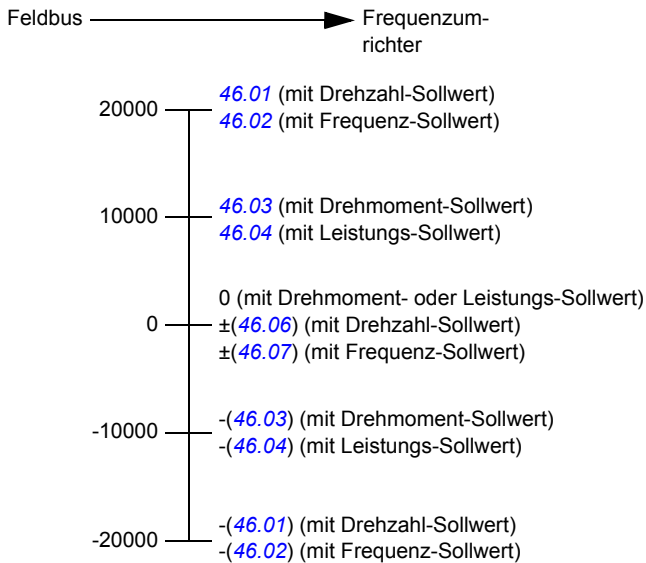 Feldbus
Frequenzum-
richter
20000
46.01 (mit Drehzahl-Sollwert)
46.02 (mit Frequenz-Sollwert)
10000
46.03 (mit Drehmoment-Sollwert)
46.04 (mit Leistungs-Sollwert)
0
0 (mit Drehmoment- oder Leistungs-Sollwert)
±(46.06) (mit Drehzahl-Sollwert)
±(46.07) (mit Frequenz-Sollwert)
-10000
-(46.03) (mit Drehmoment-Sollwert)
-(46.04) (mit Leistungs-Sollwert)
-20000
-(46.01) (mit Drehzahl-Sollwert)
-(46.02) (mit Frequenz-Sollwert)